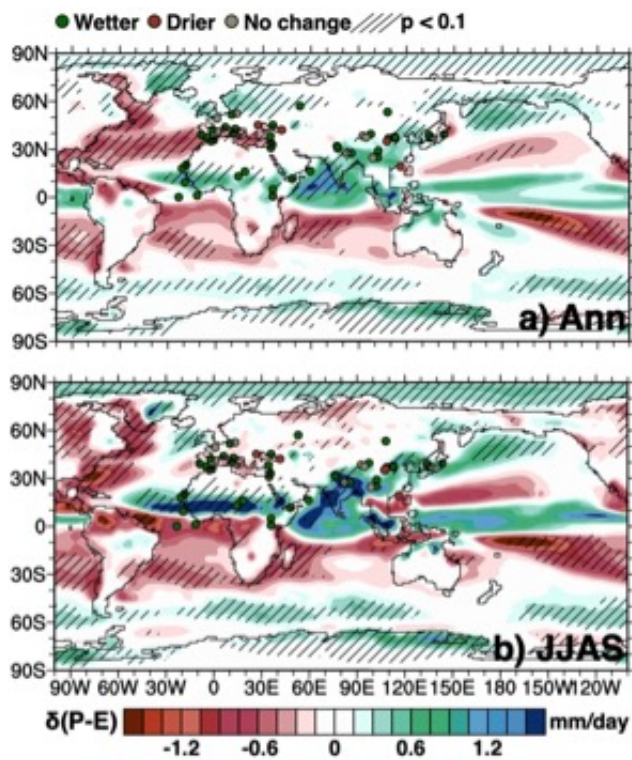 Wetter Drier No change p < 0.1
90N
60N
30N
0
30S
60S
90S
a) Ann
90N
60N
30N
0
30S
60S
90S
b) JJAS
90W 60W 30W 0 30E 60E 90E 120E 150E 180 150W 120W
δ(P-E) mm/day
-1.2 -0.6 0 0.6 1.2